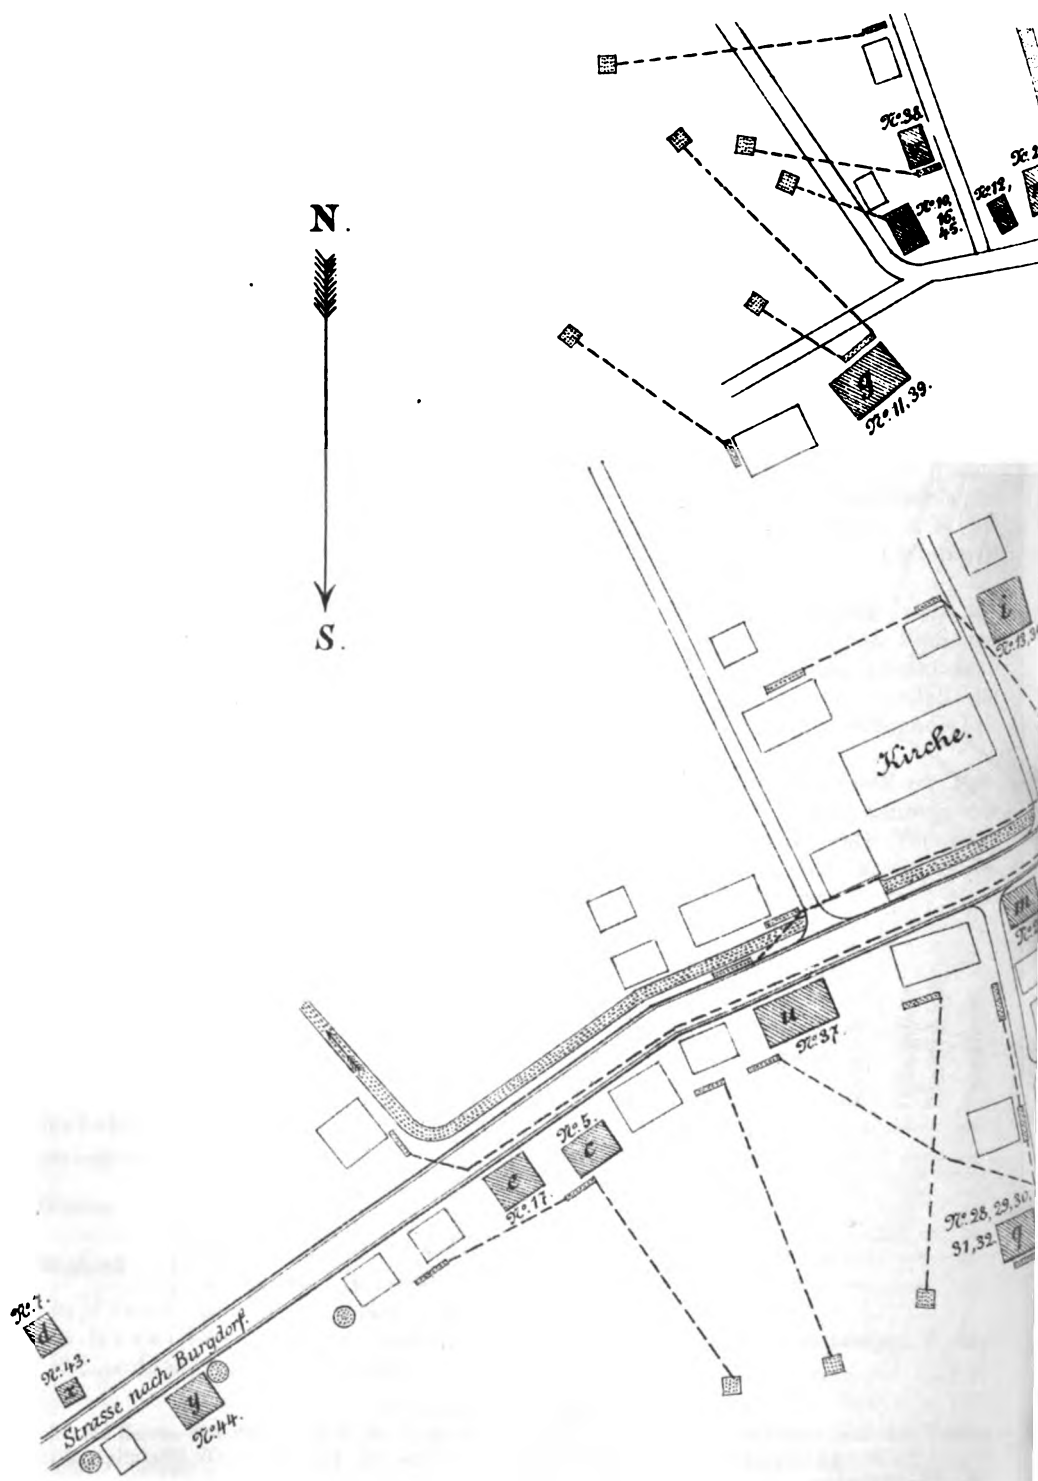 N.
S.
No. 38.
No. 10,
16,
45.
No. 12,
g
No. 11. 39.
i
Kirche.
m
u
No. 37.
No. 5.
c
e
No. 17.
No. 28, 29, 30,
31, 32.
g
No. 7.
d
No. 43.
x
Strasse nach Burgdorf.
y
No. 44.